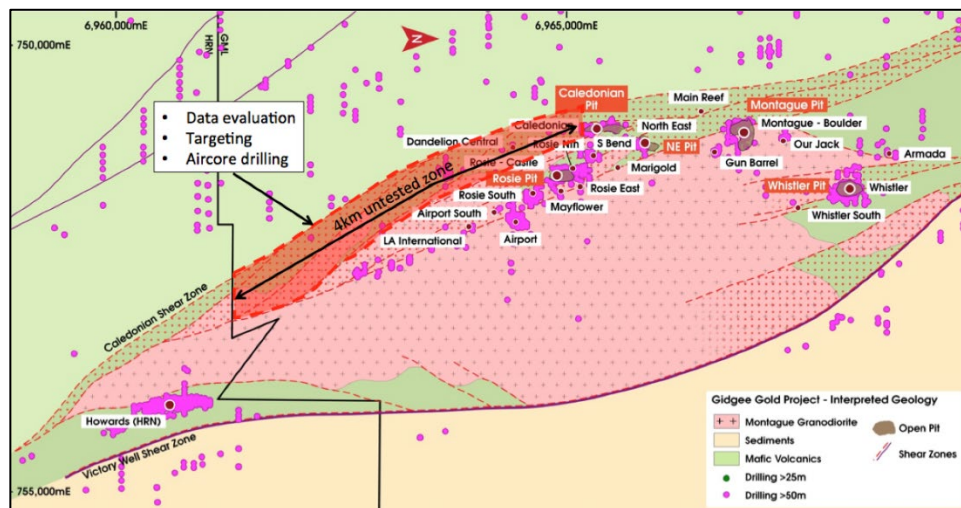 6,960,000mN
6,965,000mN
750,000mE
GML
HRN
N
Data evaluation
Targeting
Aircore drilling
Caledonian
Pit
Main Reef
Montague Pit
Caledonian
North East
Montague - Boulder
Dandelion Central
Rosie Nth
S Bend
NE Pit
Our Jack
Rosie - Castle
Marigold
Gun Barrel
Armada
Rosie Pit
Rosie East
Whistler Pit
Whistler
Rosie South
Mayflower
Whistler South
Airport South
4km untested zone
LA International
Airport
Caledonian Shear Zone
Howards (HRN)
Victory Well Shear Zone
755,000mE
Gidgee Gold Project - Interpreted Geology
Montague Granodiorite
Open Pit
Sediments
Mafic Volcanics
Shear Zones
Drilling >25m
Drilling >50m